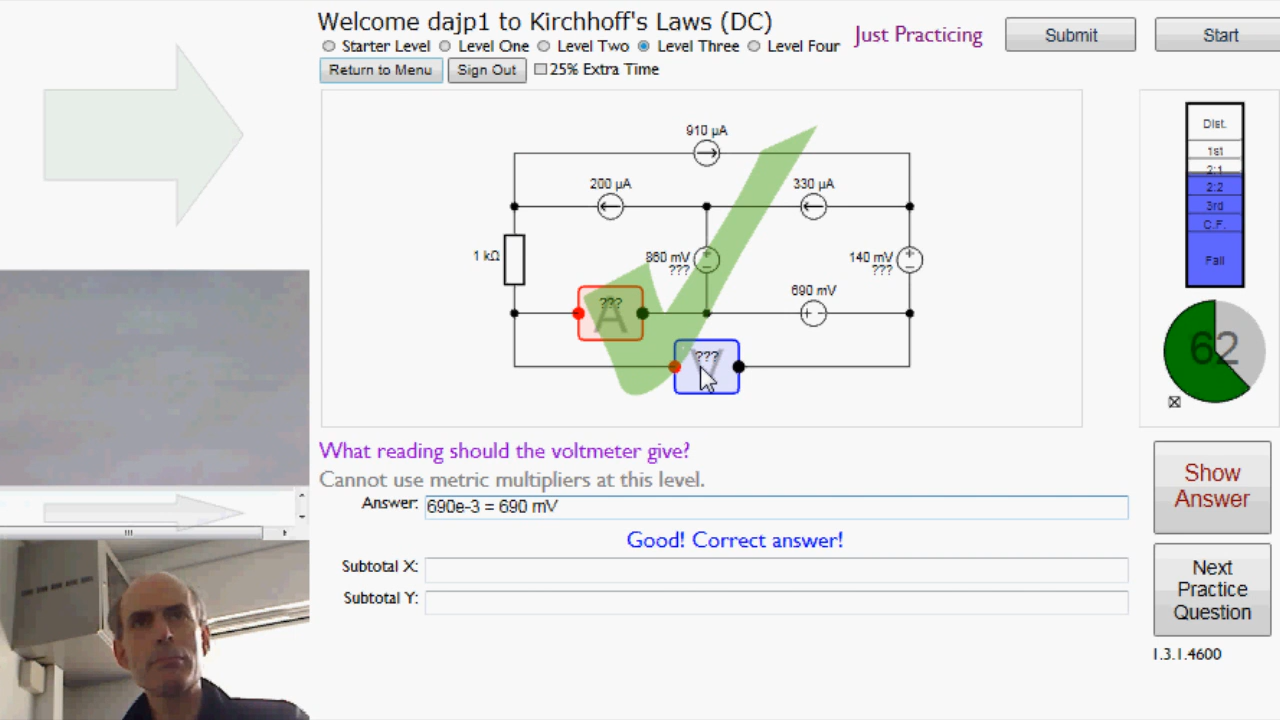 Welcome dajp1 to Kirchhoff's Laws (DC)
Just Practicing
Submit
Start
Starter Level Level One Level Two Level Three Level Four
Return to Menu Sign Out 25% Extra Time
910 µA
200 µA 330 µA
1 kΩ
860 mV
???
140 mV
???
690 mV
???
A
???
V
Dist.
1st
2:1
2:2
3rd
C.F.
Fail
62
What reading should the voltmeter give?
Cannot use metric multipliers at this level.
Answer: 690e-3 = 690 mV
Good! Correct answer!
Subtotal X:
Subtotal Y:
Show
Answer
Next
Practice
Question
1.3.1.4600